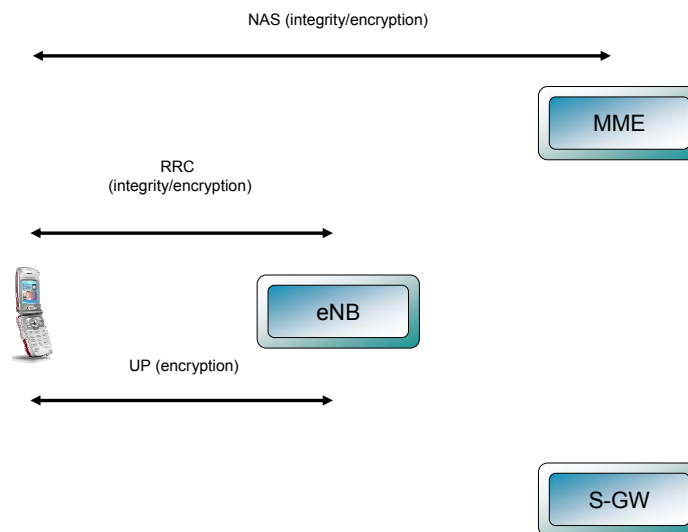 NAS (integrity/encryption)
MME
RRC
(integrity/encryption)
eNB
UP (encryption)
S-GW